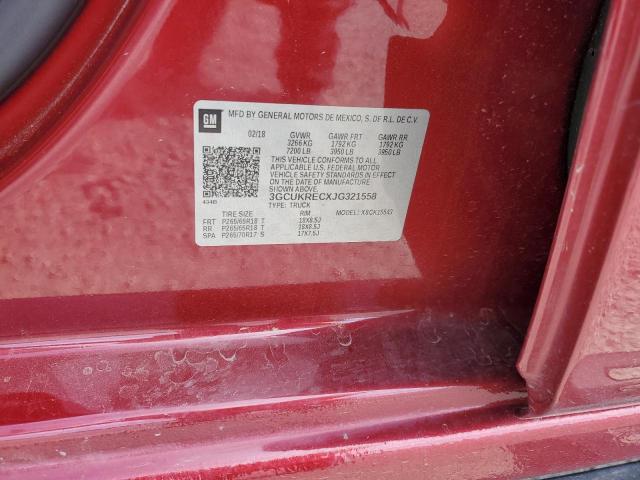 GM
MFD BY GENERAL MOTORS DE MEXICO, S. DE R.L. DE C.V.
02/18 GVWR GAWR FRT GAWR RR
3266 KG 1792 KG 1792 KG
7200 LB 3950 LB 3950 LB
THIS VEHICLE CONFORMS TO ALL
APPLICABLE U.S. FEDERAL MOTOR
VEHICLE SAFETY STANDARDS IN EFFECT
ON THE DATE OF MANUFACTURE
SHOWN ABOVE.
3GCUKRECXJG321558
TYPE: TRUCK MODEL: X8CK15543
TIRE SIZE RIM
FRT P265/65R18 T 18X8.5J
RR P265/65R18 T 18X8.5J
SPA P265/70R17 S 17X7.5J